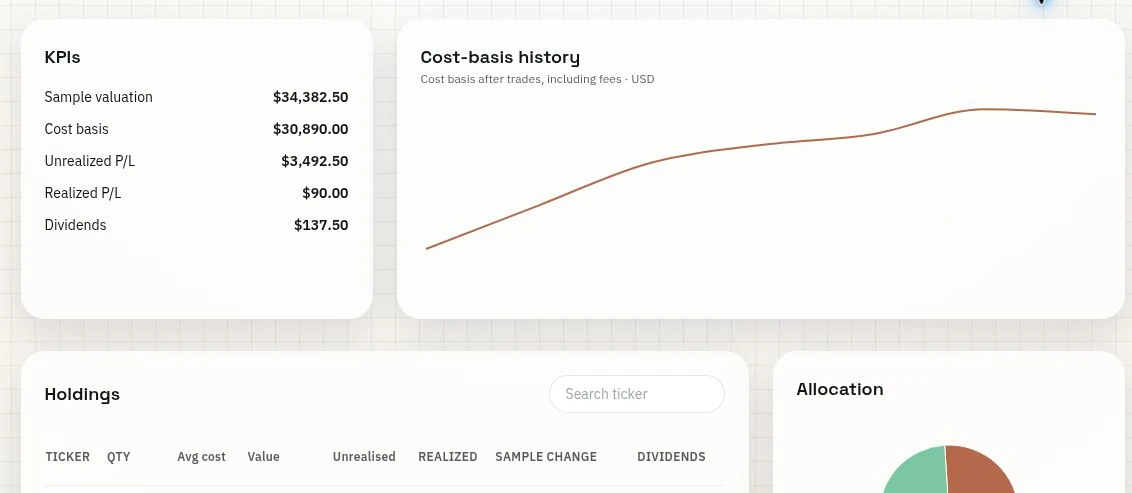 KPIs
Sample valuation $34,382.50
Cost basis $30,890.00
Unrealized P/L $3,492.50
Realized P/L $90.00
Dividends $137.50
Cost-basis history
Cost basis after trades, including fees · USD
Holdings
Search ticker
TICKER QTY Avg cost Value Unrealised REALIZED SAMPLE CHANGE DIVIDENDS
Allocation